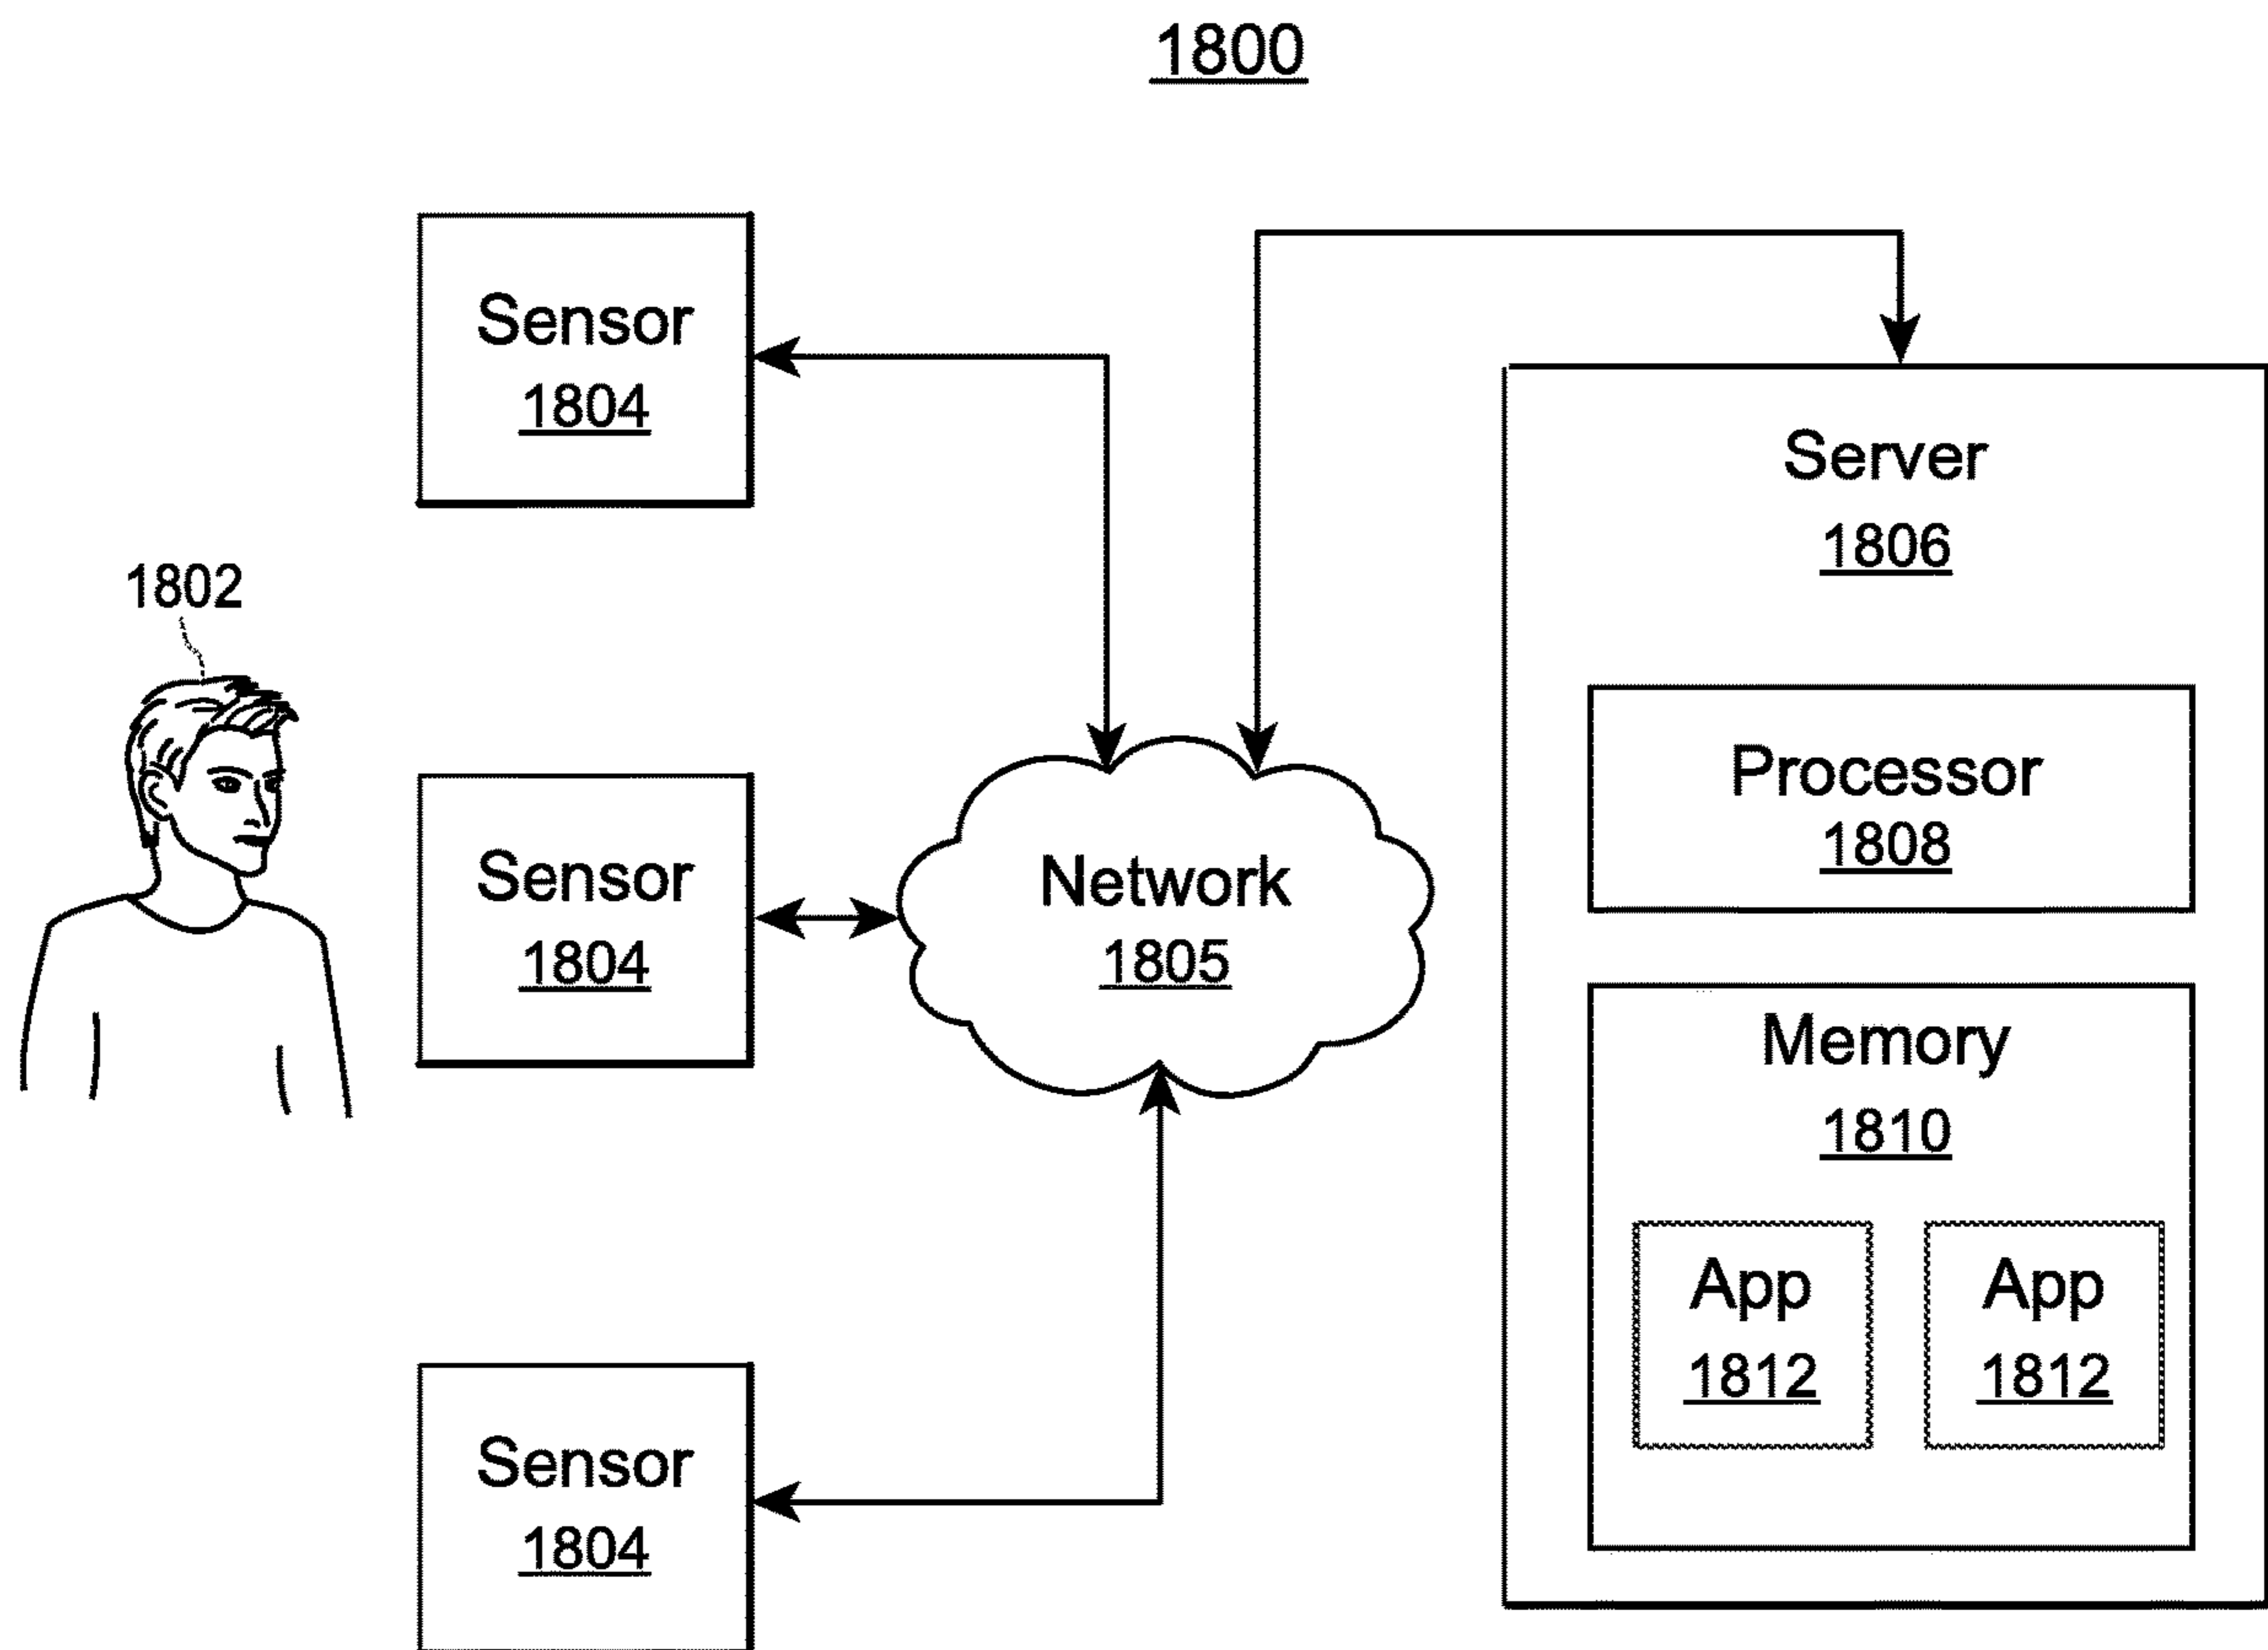 1800
Sensor
1804
1802
Sensor
1804
Sensor
1804
Network
1805
Server
1806
Processor
1808
Memory
1810
App
1812
App
1812